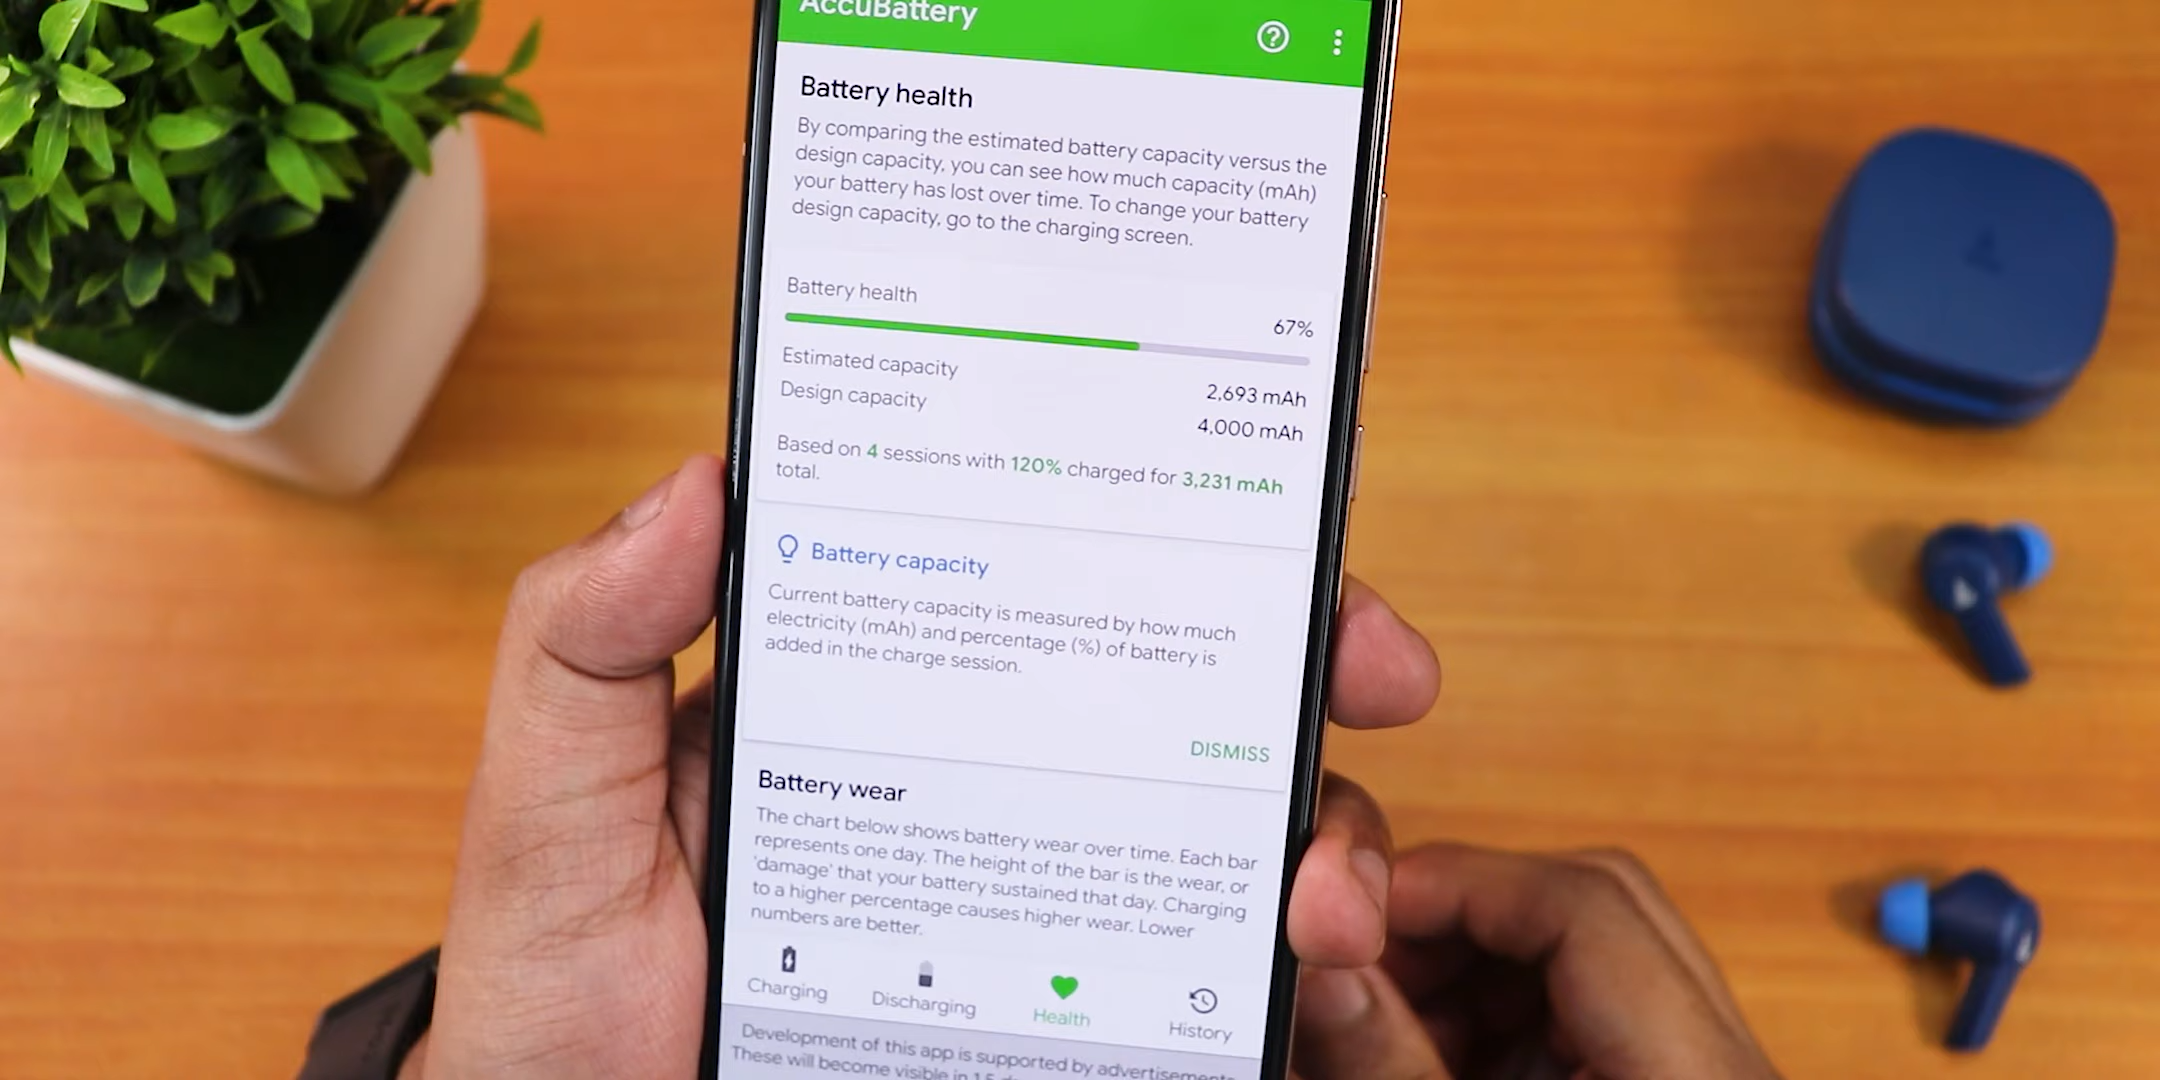 AccuBattery
Battery health
By comparing the estimated battery capacity versus the
design capacity, you can see how much capacity (mAh)
your battery has lost over time. To change your battery
design capacity, go to the charging screen.
Battery health
67%
Estimated capacity
2,693 mAh
Design capacity
4,000 mAh
Based on 4 sessions with 120% charged for 3,231 mAh
total.
Battery capacity
Current battery capacity is measured by how much
electricity (mAh) and percentage (%) of battery is
added in the charge session.
DISMISS
Battery wear
The chart below shows battery wear over time. Each bar
represents one day. The height of the bar is the wear, or
'damage' that your battery sustained that day. Charging
to a higher percentage causes higher wear. Lower
numbers are better.
Charging
Discharging
Health
History
Development of this app is supported by advertisements
These will become visible in 1.5